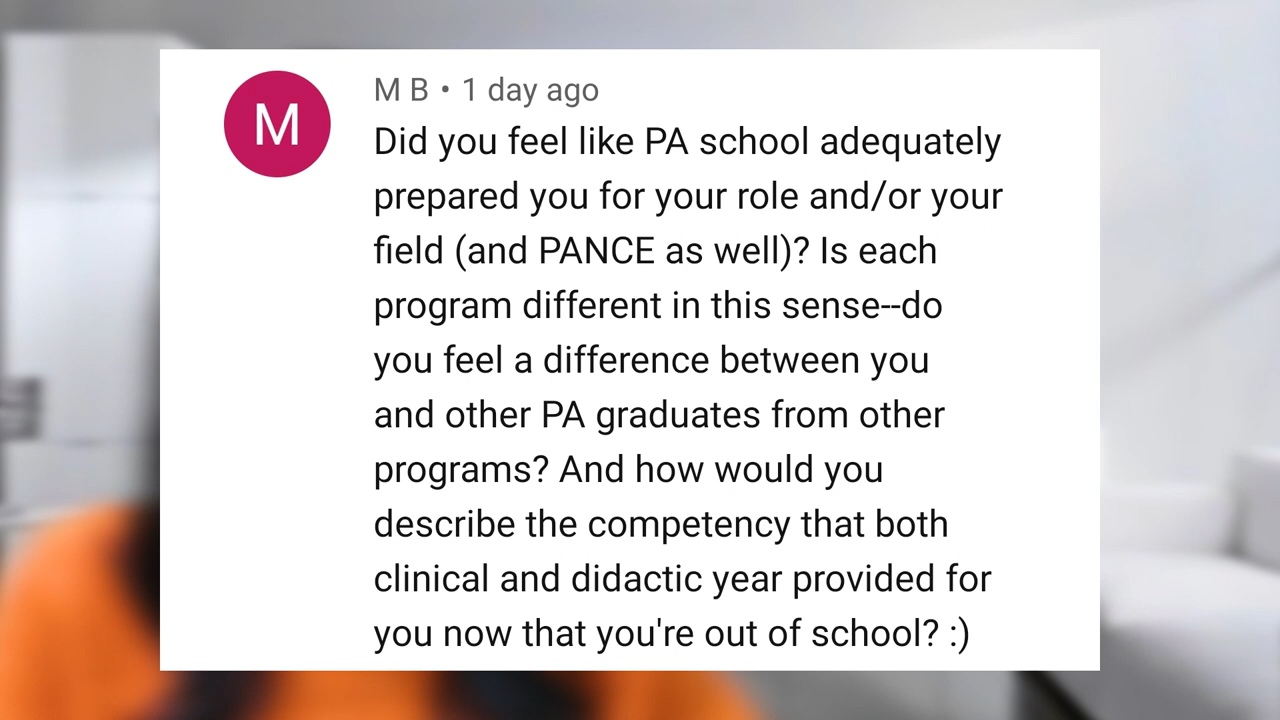 M
M B • 1 day ago
Did you feel like PA school adequately
prepared you for your role and/or your
field (and PANCE as well)? Is each
program different in this sense--do
you feel a difference between you
and other PA graduates from other
programs? And how would you
describe the competency that both
clinical and didactic year provided for
you now that you're out of school? :)